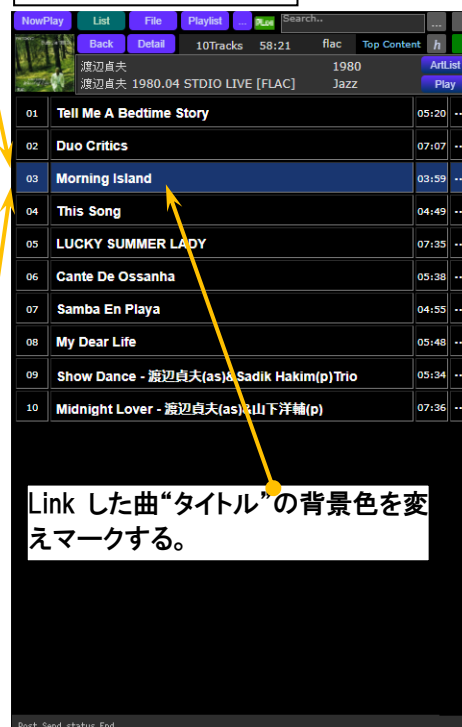 NowPlay List File Playlist ... Search.. ...
Back Detail 10Tracks 58:21 flac Top Content h
渡辺貞夫 1980 ArtList
渡辺貞夫 1980.04 STDIO LIVE [FLAC] Jazz Play
01 Tell Me A Bedtime Story 05:20
02 Duo Critics 07:07
03 Morning Island 03:59
04 This Song 04:49
05 LUCKY SUMMER LADY 07:35
06 Cante De Ossanha 05:38
07 Samba En Playa 04:55
08 My Dear Life 05:48
09 Show Dance - 渡辺貞夫(as)&Sadik Hakim(p)Trio 05:34
10 Midnight Lover - 渡辺貞夫(as)&山下洋輔(p) 07:36
Link した曲“タイトル”の背景色を変
えマークする。
Post Send status End